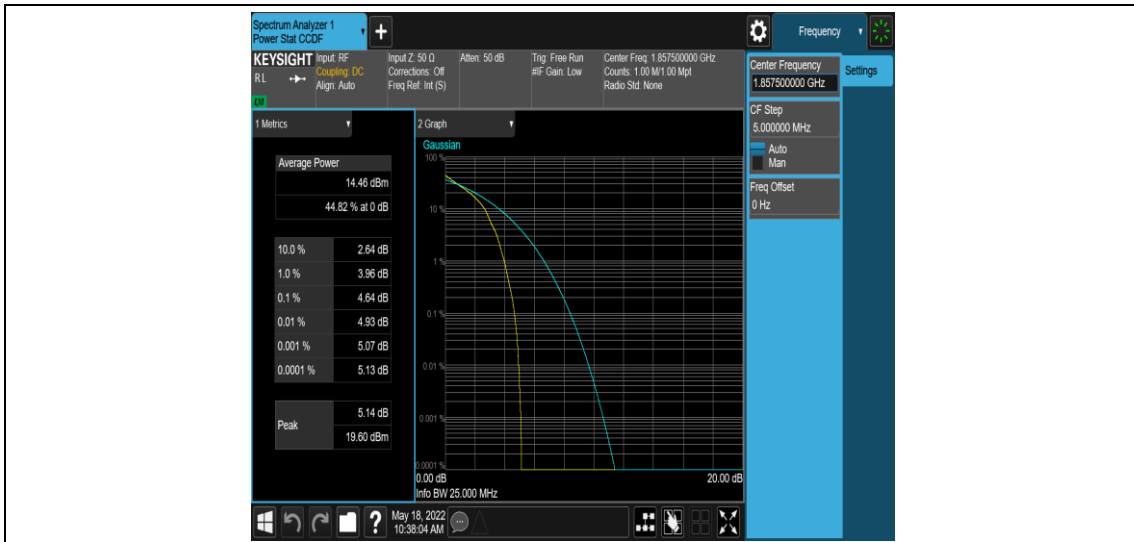 Spectrum Analyzer 1
Power Stat CCDF
Frequency
KEYSIGHT
Input: RF
Coupling: DC
Align: Auto
Input Z: 50 Ω
Corrections: Off
Freq Ref: Int (S)
Atten: 50 dB
Trig: Free Run
#IF Gain: Low
Center Freq: 1.857500000 GHz
Counts: 1.00 M/1.00 Mpt
Radio Std: None
RL
LXI
Center Frequency
1.857500000 GHz
Settings
CF Step
5.000000 MHz
Auto
Man
Freq Offset
0 Hz
1 Metrics
Average Power
14.46 dBm
44.82 % at 0 dB
10.0 % 2.64 dB
1.0 % 3.96 dB
0.1 % 4.64 dB
0.01 % 4.93 dB
0.001 % 5.07 dB
0.0001 % 5.13 dB
Peak
5.14 dB
19.60 dBm
2 Graph
Gaussian
100 %
10 %
1 %
0.1 %
0.01 %
0.001 %
0.0001 %
0.00 dB 20.00 dB
Info BW 25.000 MHz
?
May 18, 2022
10:38:04 AM